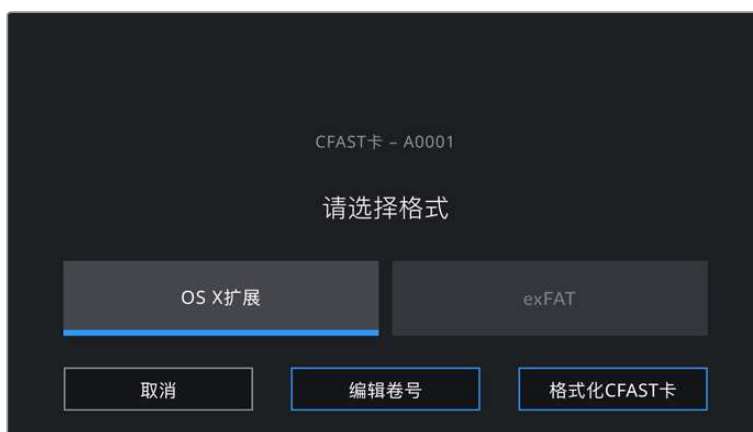 CFAST卡 – A0001
请选择格式
OS X扩展
exFAT
取消
编辑卷号
格式化CFAST卡